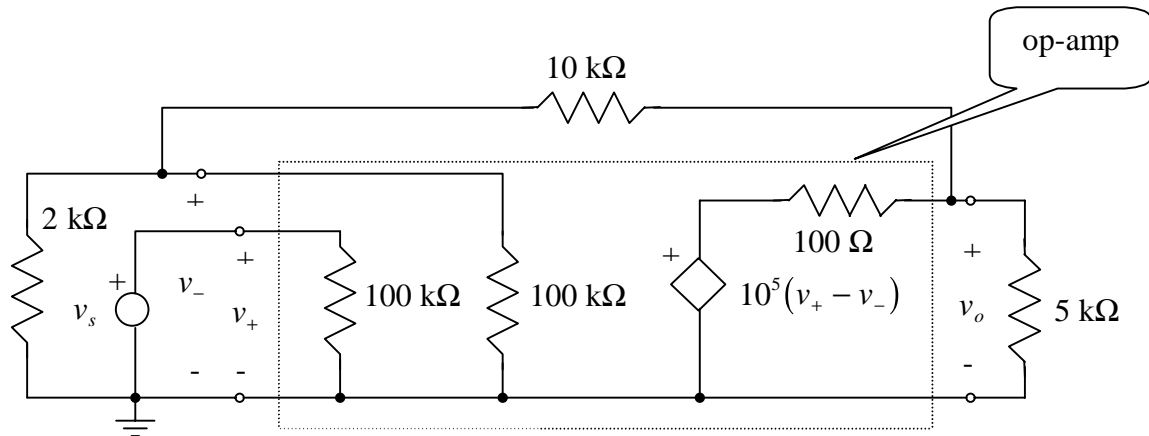 op-amp
10 kΩ
+
2 kΩ
+
+
v_s
v_-
+
v_+
100 kΩ
100 kΩ
+
100 Ω
10^5(v_+ − v_-)
+
v_o
5 kΩ
-
-
-